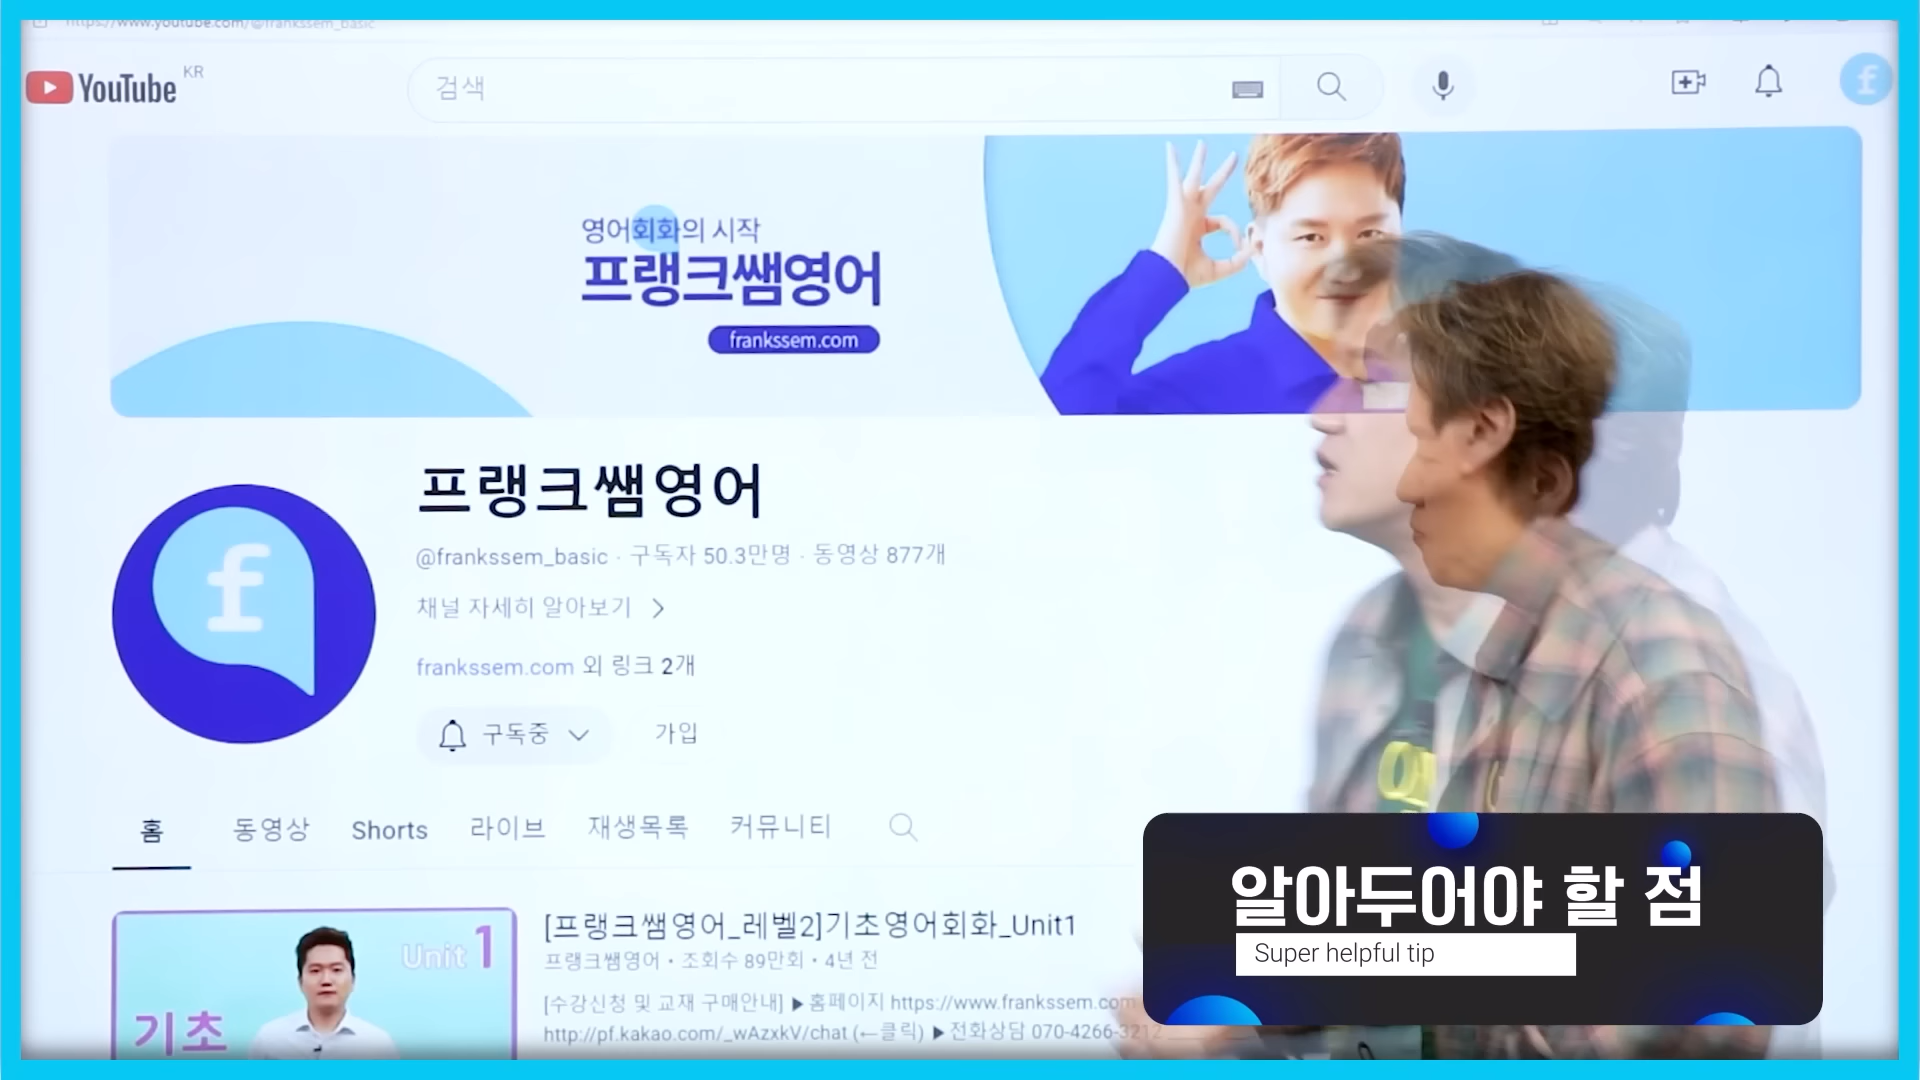 https://www.youtube.com/@frankssem_basic
YouTube KR
검색
영어회화의 시작
프랭크쌤영어
frankssem.com
프랭크쌤영어
@frankssem_basic · 구독자 50.3만명 · 동영상 877개
채널 자세히 알아보기
frankssem.com 외 링크 2개
구독중
가입
홈 동영상 Shorts 라이브 재생목록 커뮤니티
Unit 1
기초
[프랭크쌤영어_레벨2]기초영어회화_Unit1
프랭크쌤영어 • 조회수 89만회 • 4년 전
[수강신청 및 교재 구매안내] ▶홈페이지 https://www.frankssem.com
http://pf.kakao.com/_wAzxkV/chat (←클릭) ▶전화상담 070-4266-3212
알아두어야 할 점
Super helpful tip